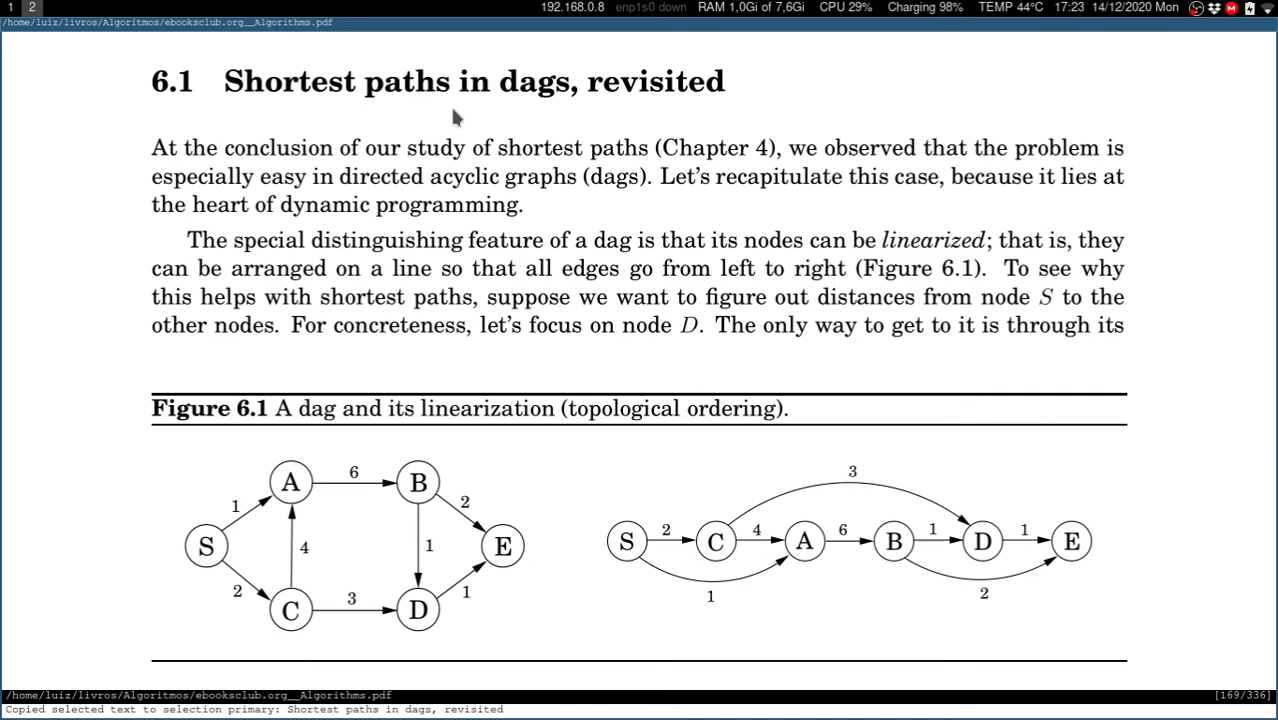 1 2 192.168.0.8 enp1s0 down RAM 1,0Gi of 7,6Gi CPU 29% Charging 98% TEMP 44°C 17:23 14/12/2020 Mon
/home/luiz/livros/Algoritmos/ebooksclub.org__Algorithms.pdf
6.1 Shortest paths in dags, revisited
At the conclusion of our study of shortest paths (Chapter 4), we observed that the problem is
especially easy in directed acyclic graphs (dags). Let's recapitulate this case, because it lies at
the heart of dynamic programming.
The special distinguishing feature of a dag is that its nodes can be linearized; that is, they
can be arranged on a line so that all edges go from left to right (Figure 6.1). To see why
this helps with shortest paths, suppose we want to figure out distances from node S to the
other nodes. For concreteness, let's focus on node D. The only way to get to it is through its
Figure 6.1 A dag and its linearization (topological ordering).
A 6 B
1 2
S 4 1 E
2 1
C 3 D
3
S 2 C 4 A 6 B 1 D 1 E
1 2
/home/luiz/livros/Algoritmos/ebooksclub.org__Algorithms.pdf [169/336]
Copied selected text to selection primary: Shortest paths in dags, revisited